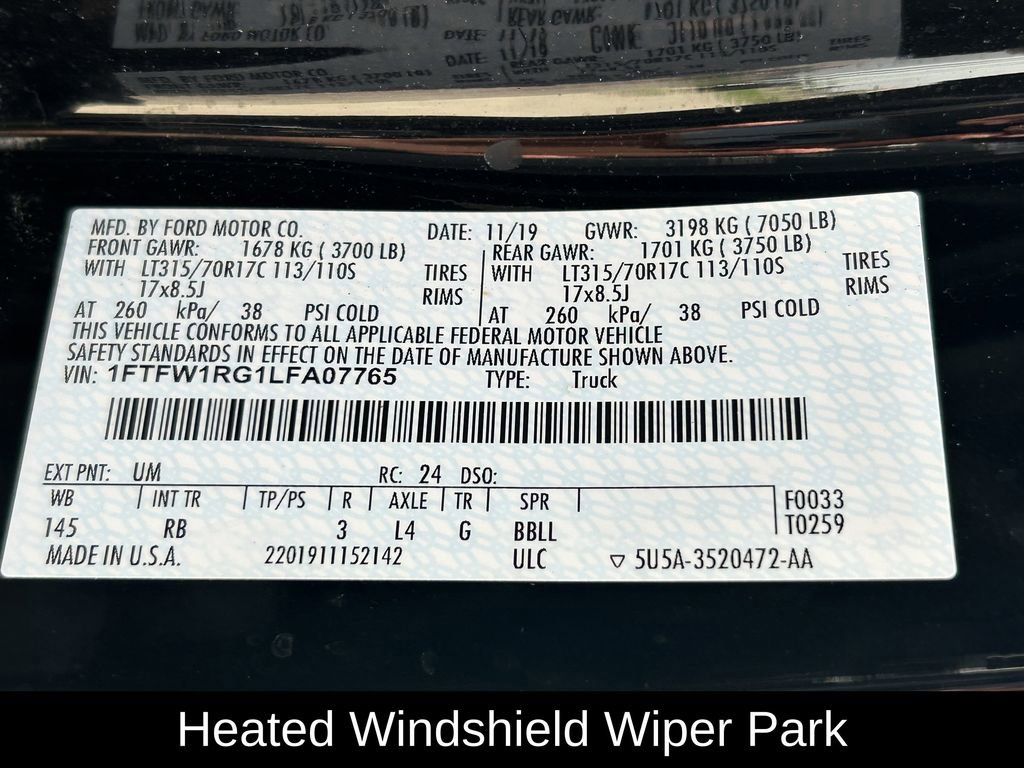 MFD. BY FORD MOTOR CO. DATE: 11/19 GVWR: 3198 KG ( 7050 LB)
FRONT GAWR: 1678 KG ( 3700 LB) REAR GAWR: 1701 KG ( 3750 LB)
WITH LT315/70R17C 113/110S TIRES WITH LT315/70R17C 113/110S TIRES
17x8.5J RIMS 17x8.5J RIMS
AT 260 kPa/ 38 PSI COLD AT 260 kPa/ 38 PSI COLD
THIS VEHICLE CONFORMS TO ALL APPLICABLE FEDERAL MOTOR VEHICLE
SAFETY STANDARDS IN EFFECT ON THE DATE OF MANUFACTURE SHOWN ABOVE.
VIN: 1FTFW1RG1LFA07765 TYPE: Truck
EXT PNT: UM RC: 24 DSO:
WB INT TR TP/PS R AXLE TR SPR F0033
145 RB 3 L4 G BBLL T0259
MADE IN U.S.A. 2201911152142 ULC ▽ 5U5A-3520472-AA
Heated Windshield Wiper Park